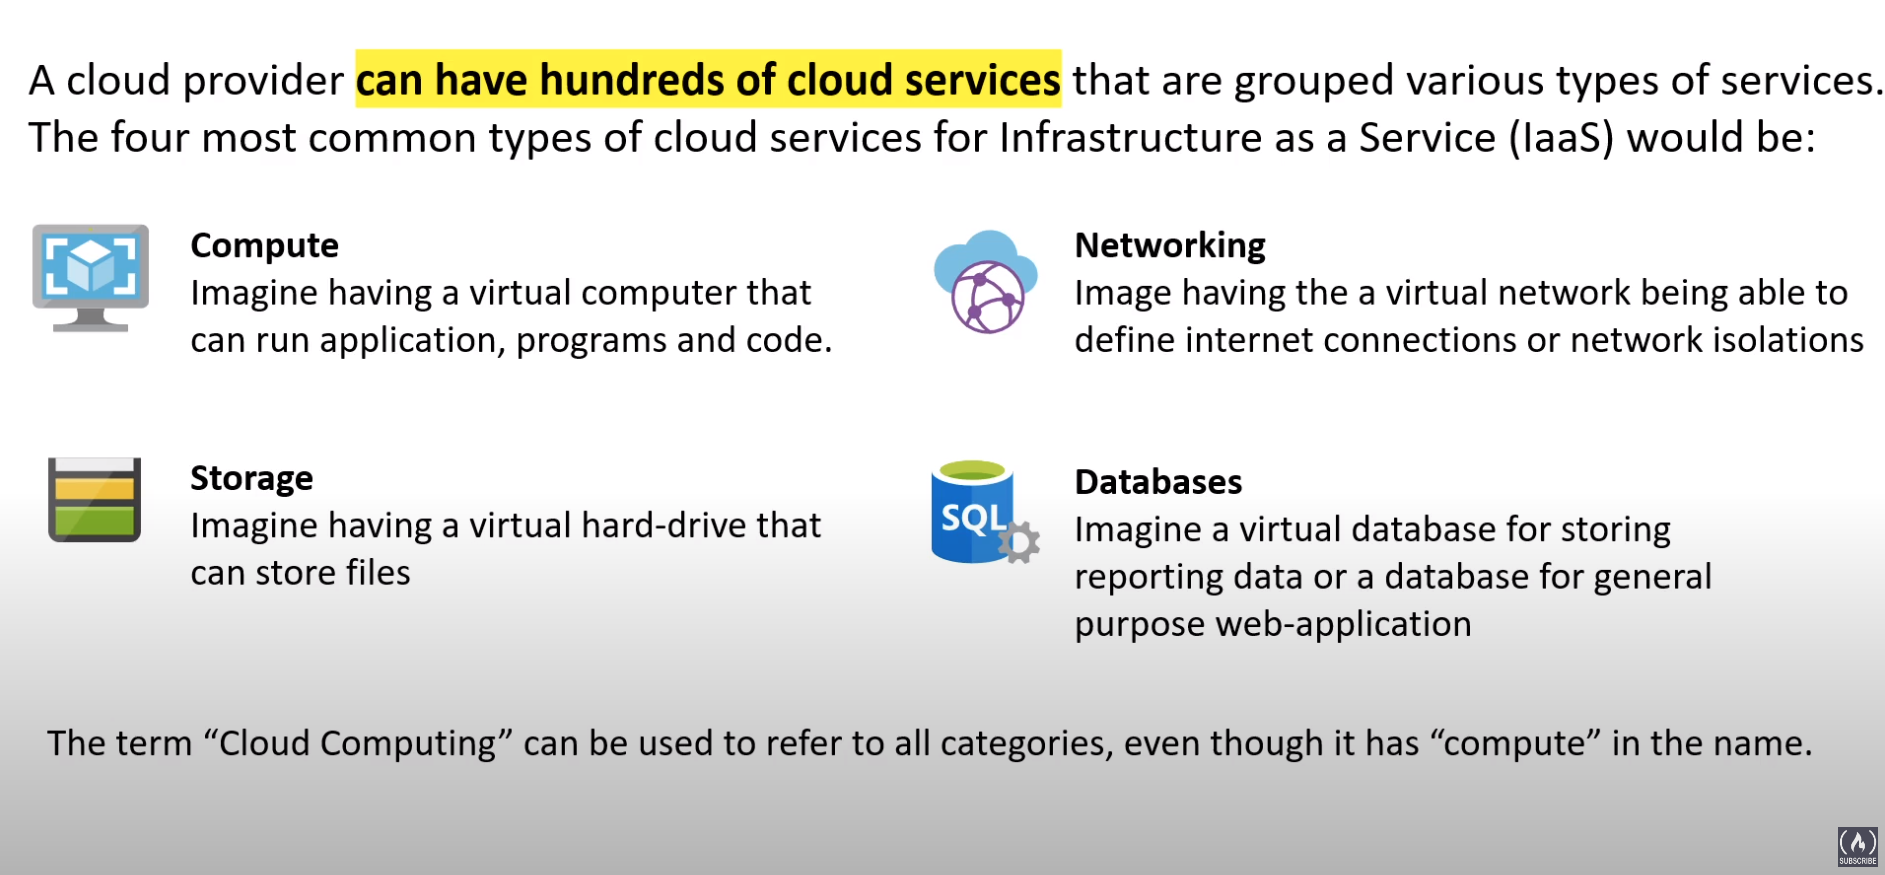 A cloud provider can have hundreds of cloud services that are grouped various types of services.
The four most common types of cloud services for Infrastructure as a Service (IaaS) would be:
Compute
Imagine having a virtual computer that
can run application, programs and code.
Networking
Image having the a virtual network being able to
define internet connections or network isolations
Storage
Imagine having a virtual hard-drive that
can store files
SQL
Databases
Imagine a virtual database for storing
reporting data or a database for general
purpose web-application
The term “Cloud Computing” can be used to refer to all categories, even though it has “compute” in the name.
SUBSCRIBE